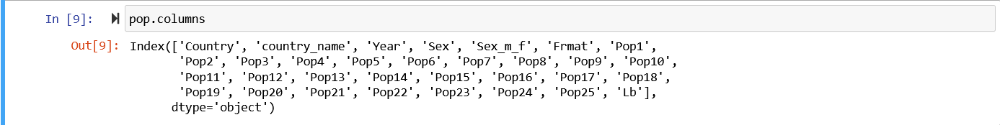 In [9]: pop.columns
Out[9]: Index(['Country', 'country_name', 'Year', 'Sex', 'Sex_m_f', 'Frmat', 'Pop1',
'Pop2', 'Pop3', 'Pop4', 'Pop5', 'Pop6', 'Pop7', 'Pop8', 'Pop9', 'Pop10',
'Pop11', 'Pop12', 'Pop13', 'Pop14', 'Pop15', 'Pop16', 'Pop17', 'Pop18',
'Pop19', 'Pop20', 'Pop21', 'Pop22', 'Pop23', 'Pop24', 'Pop25', 'Lb'],
dtype='object')